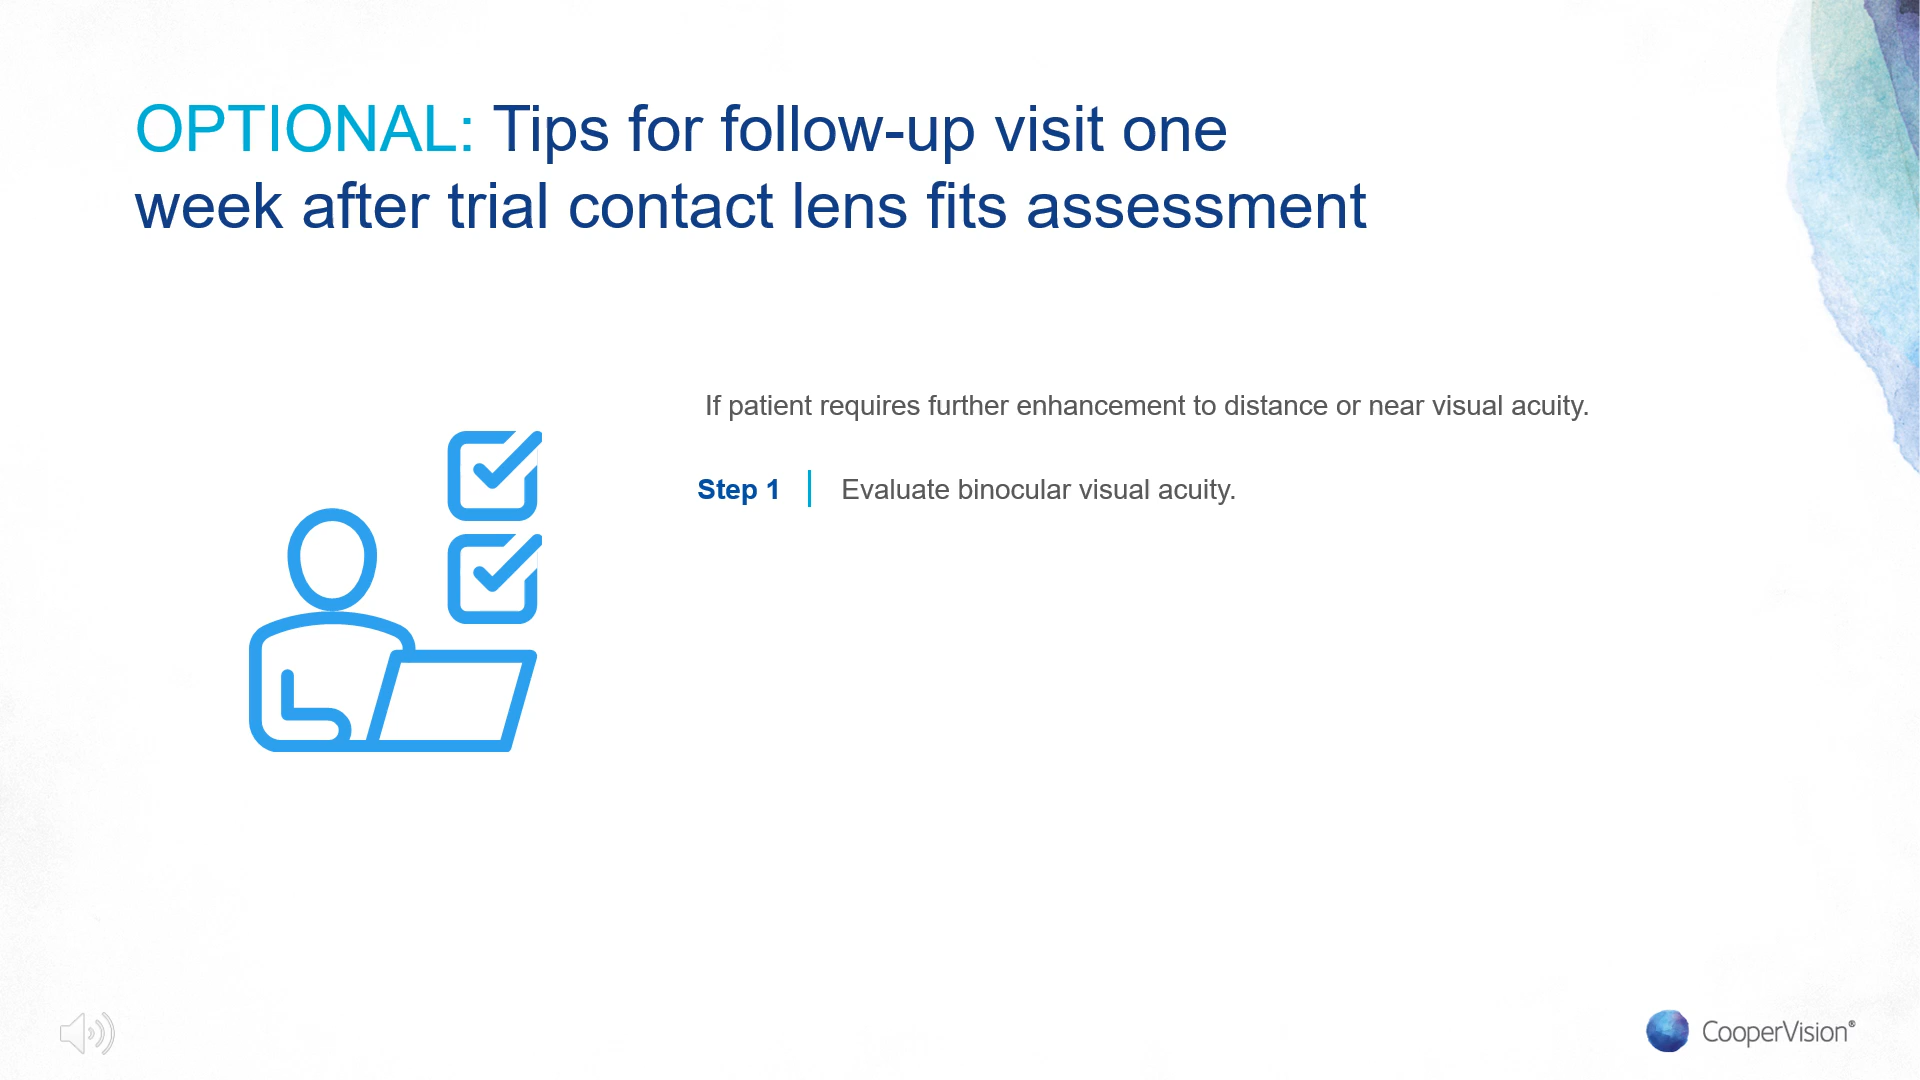 OPTIONAL: Tips for follow-up visit one
week after trial contact lens fits assessment
If patient requires further enhancement to distance or near visual acuity.
Step 1 Evaluate binocular visual acuity.
CooperVision®